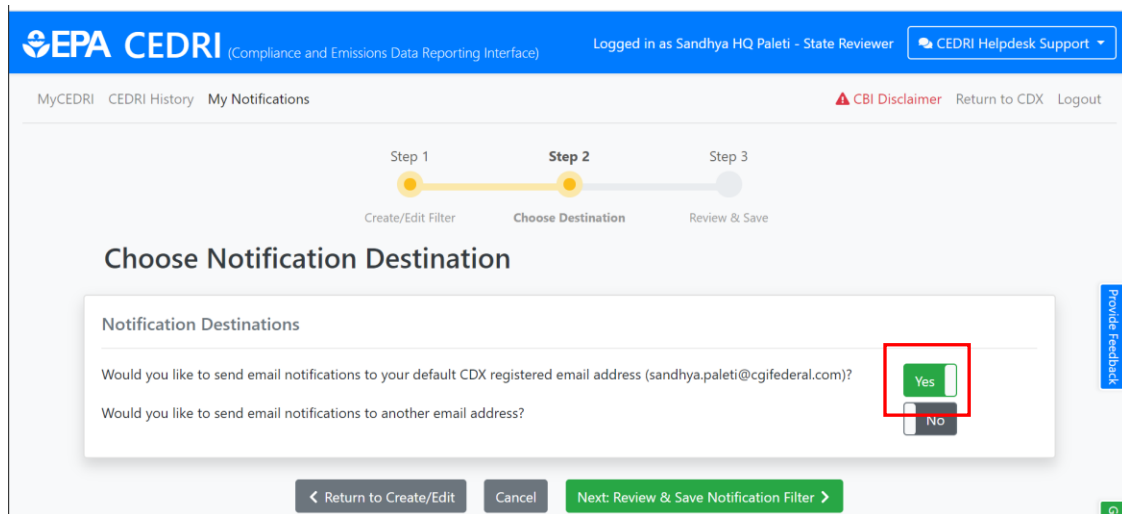 EPA CEDRI (Compliance and Emissions Data Reporting Interface) Logged in as Sandhya HQ Paleti - State Reviewer CEDRI Helpdesk Support
MyCEDRI CEDRI History My Notifications CBI Disclaimer Return to CDX Logout
Step 1 Step 2 Step 3
Create/Edit Filter Choose Destination Review & Save
Choose Notification Destination
Notification Destinations
Would you like to send email notifications to your default CDX registered email address (sandhya.paleti@cgifederal.com)? Yes
Would you like to send email notifications to another email address? No
Return to Create/Edit Cancel Next: Review & Save Notification Filter
Provide Feedback